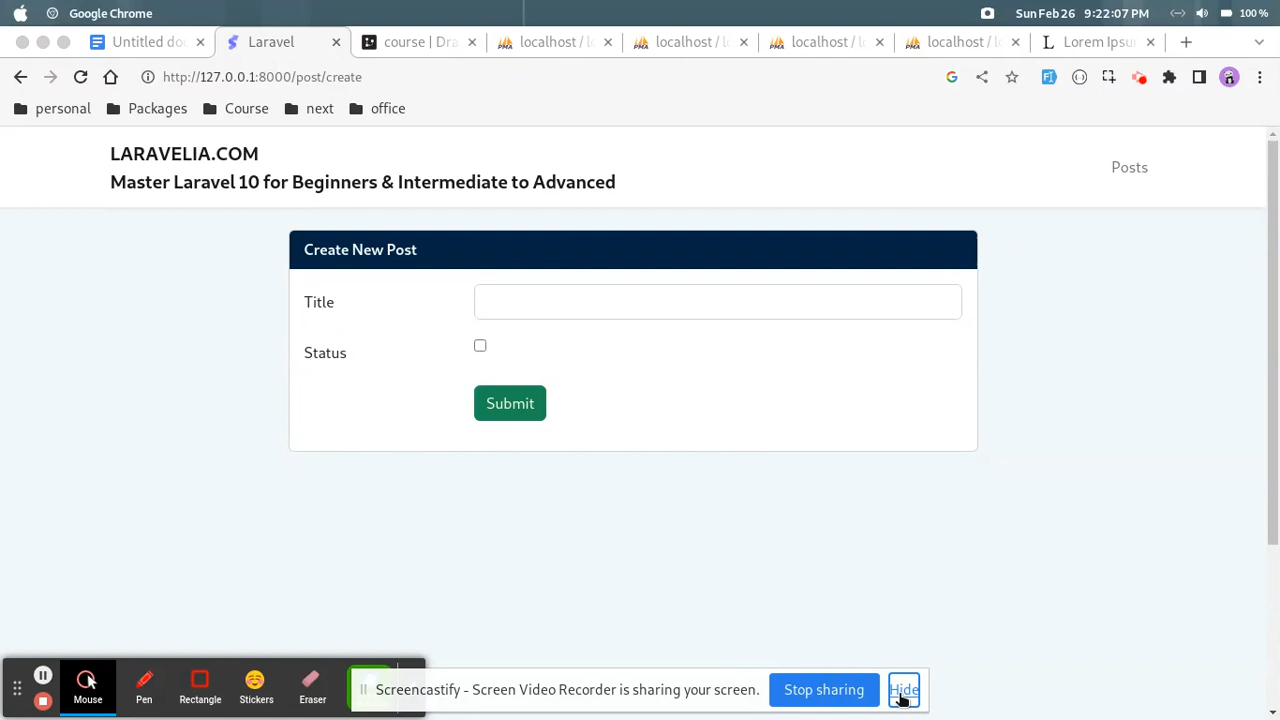 Google Chrome
Sun Feb 26 9:22:07 PM
100 %
Untitled doc
Laravel
course | Dra
localhost / lo
localhost / lo
localhost / lo
localhost / lo
Lorem Ipsu
http://127.0.0.1:8000/post/create
personal
Packages
Course
next
office
LARAVELIA.COM
Master Laravel 10 for Beginners & Intermediate to Advanced
Posts
Create New Post
Title
Status
Submit
Mouse
Pen
Rectangle
Stickers
Eraser
Screencastify - Screen Video Recorder is sharing your screen.
Stop sharing
Hide